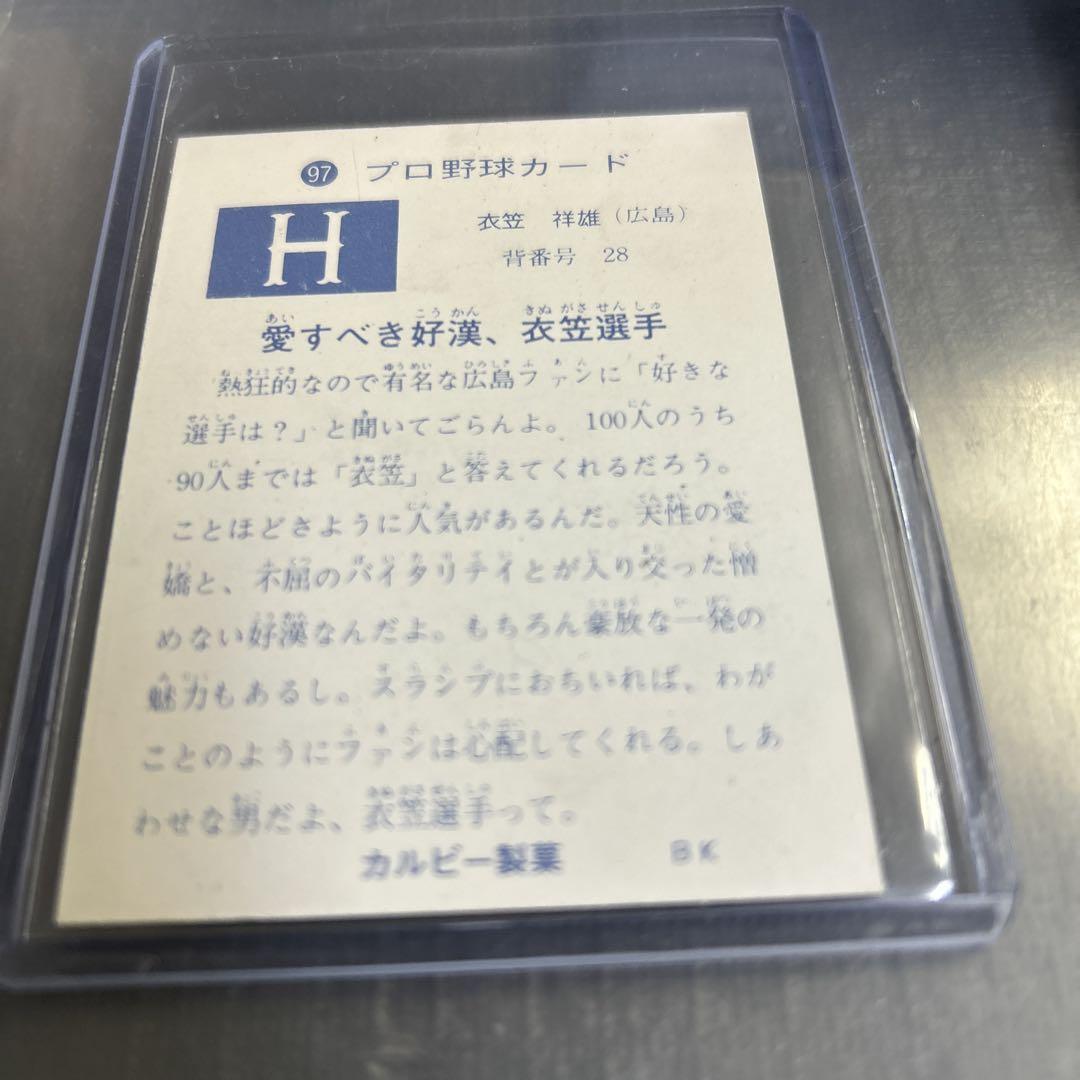 97 プロ野球カード
H
衣笠 祥雄(広島)
背番号 28
愛すべき好漢、衣笠選手
熱狂的なので有名な広島ファンに「好きな
選手は?」と聞いてごらんよ。100人のうち
90人までは「衣笠」と答えてくれるだろう。
ことほどさように人気があるんだ。天性の愛
嬌と、不屈のバイタリティとが入り交った憎
めない好漢なんだよ。もちろん豪放な一発の
魅力もあるし。スランプにおちいれば、わが
ことのようにファンは心配してくれる。しあ
わせな男だよ、衣笠選手って。
カルビー製菓 BK